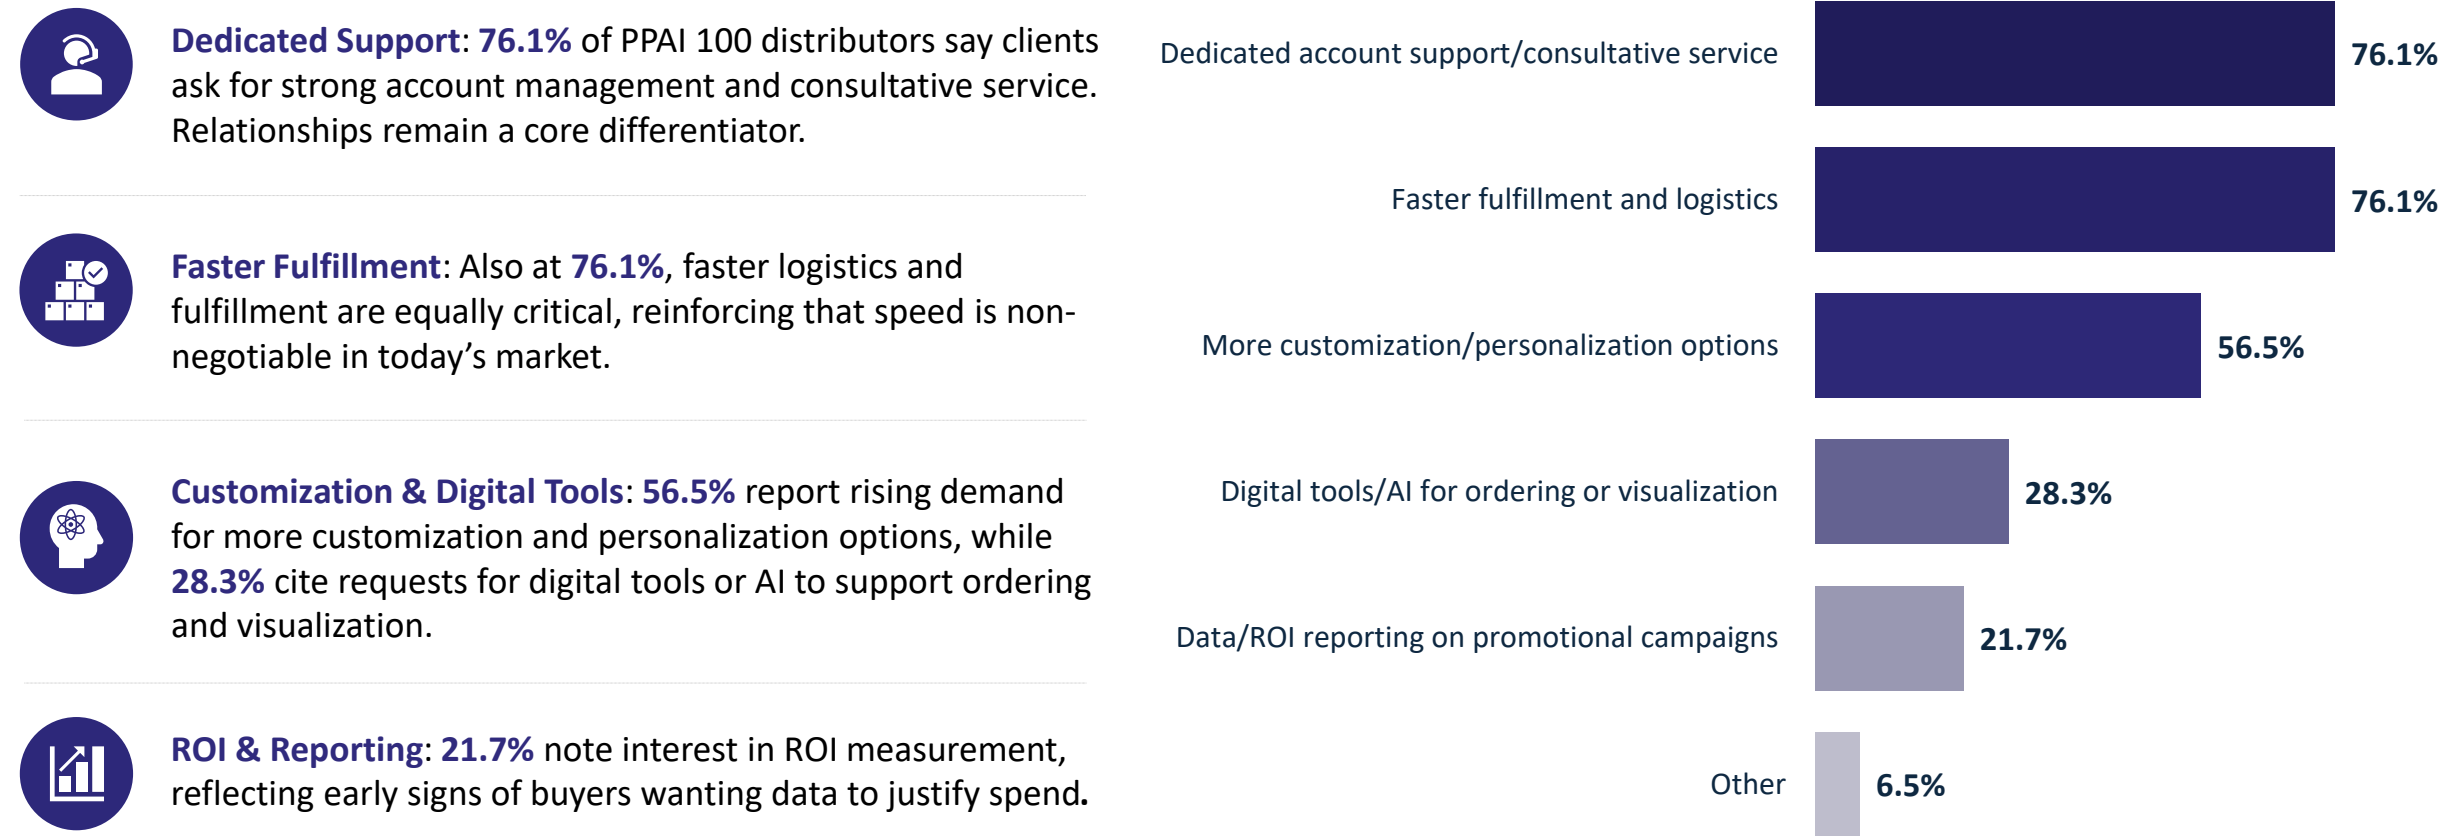 Dedicated Support: 76.1% of PPAI 100 distributors say clients
ask for strong account management and consultative service.
Relationships remain a core differentiator.
Faster Fulfillment: Also at 76.1%, faster logistics and
fulfillment are equally critical, reinforcing that speed is non-
negotiable in today’s market.
Customization & Digital Tools: 56.5% report rising demand
for more customization and personalization options, while
28.3% cite requests for digital tools or AI to support ordering
and visualization.
ROI & Reporting: 21.7% note interest in ROI measurement,
reflecting early signs of buyers wanting data to justify spend.
Dedicated account support/consultative service 76.1%
Faster fulfillment and logistics 76.1%
More customization/personalization options 56.5%
Digital tools/AI for ordering or visualization 28.3%
Data/ROI reporting on promotional campaigns 21.7%
Other 6.5%